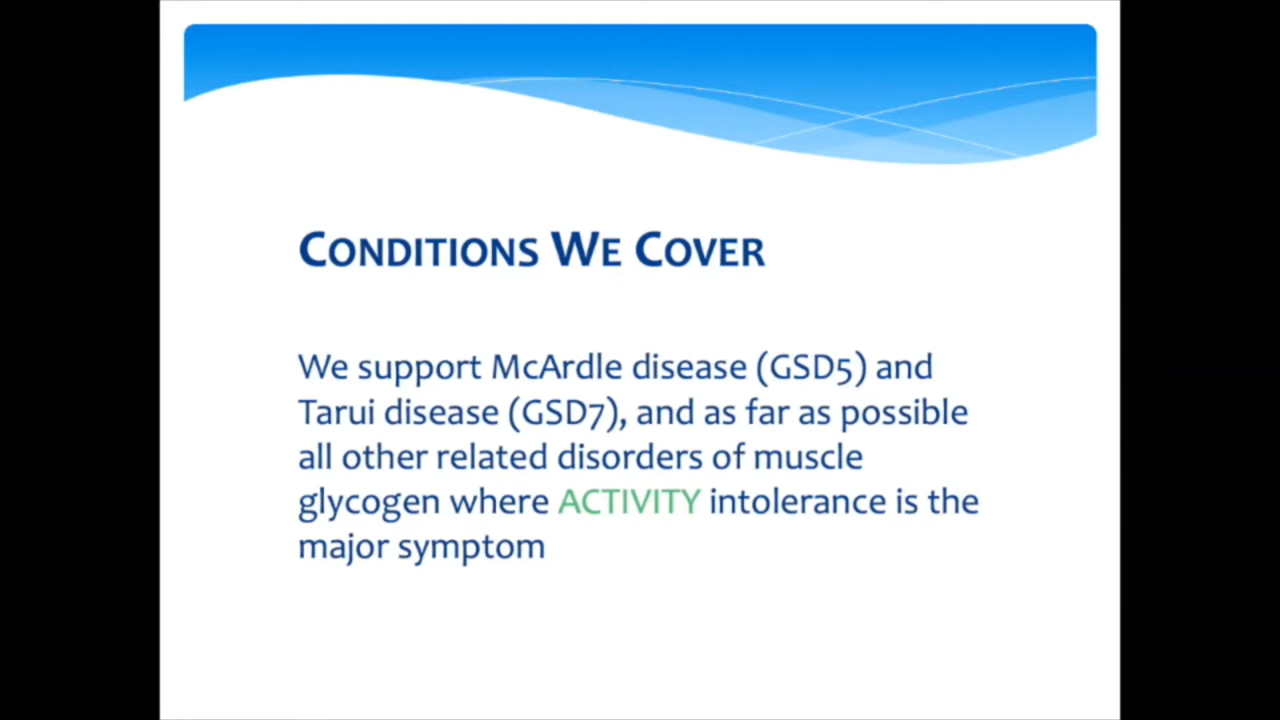 Conditions We Cover
We support McArdle disease (GSD5) and
Tarui disease (GSD7), and as far as possible
all other related disorders of muscle
glycogen where ACTIVITY intolerance is the
major symptom